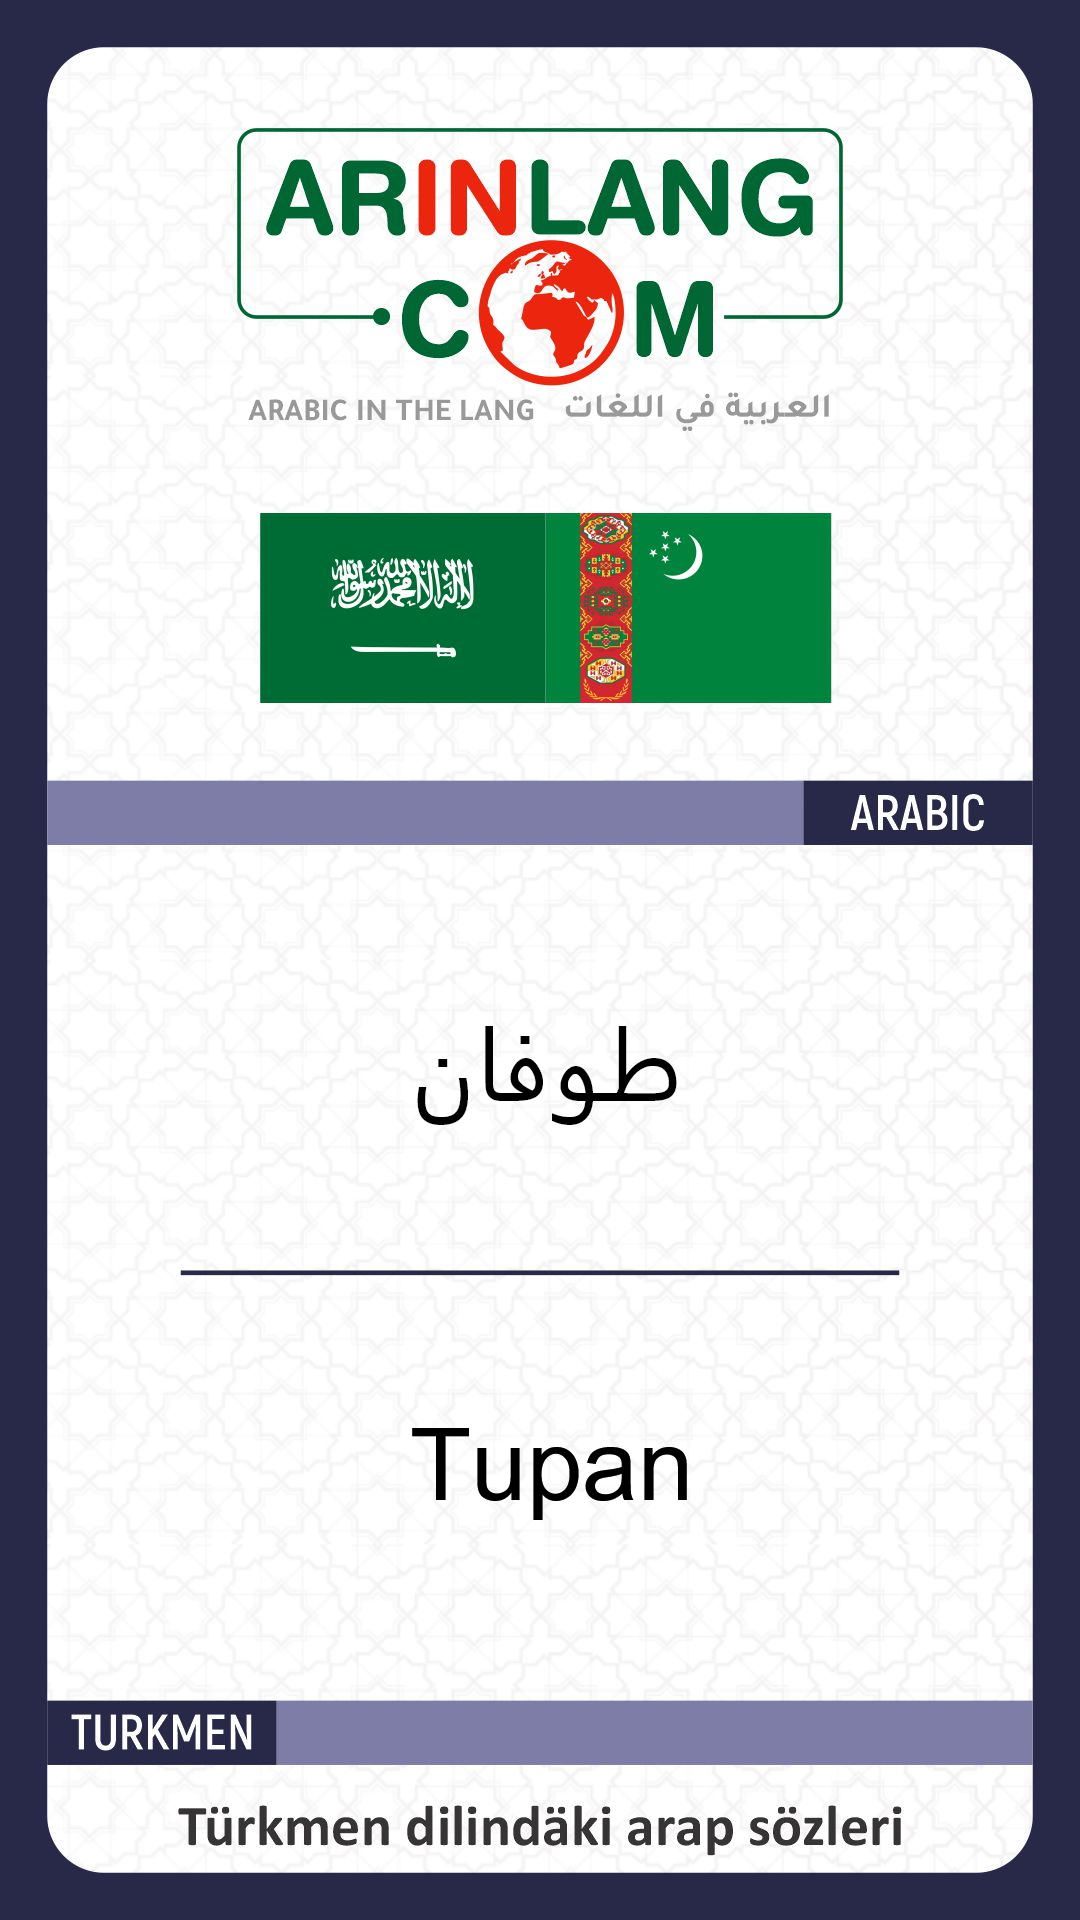 ARINLANG
.COM
ARABIC IN THE LANG العربية في اللغات
لا إله إلا الله محمد رسول الله
ARABIC
طوفان
Tupan
TURKMEN
Türkmen dilindäki arap sözleri